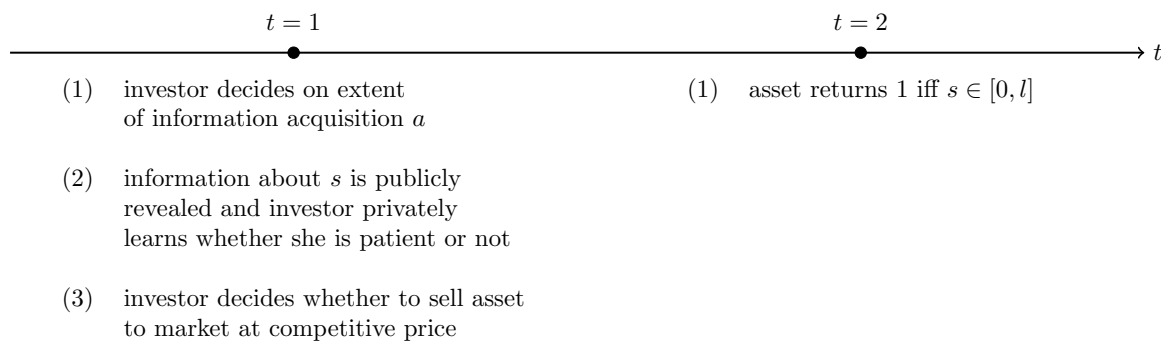 t = 1
t = 2
t
(1) investor decides on extent
of information acquisition a
(1) asset returns 1 iff s ∈ [0, l]
(2) information about s is publicly
revealed and investor privately
learns whether she is patient or not
(3) investor decides whether to sell asset
to market at competitive price